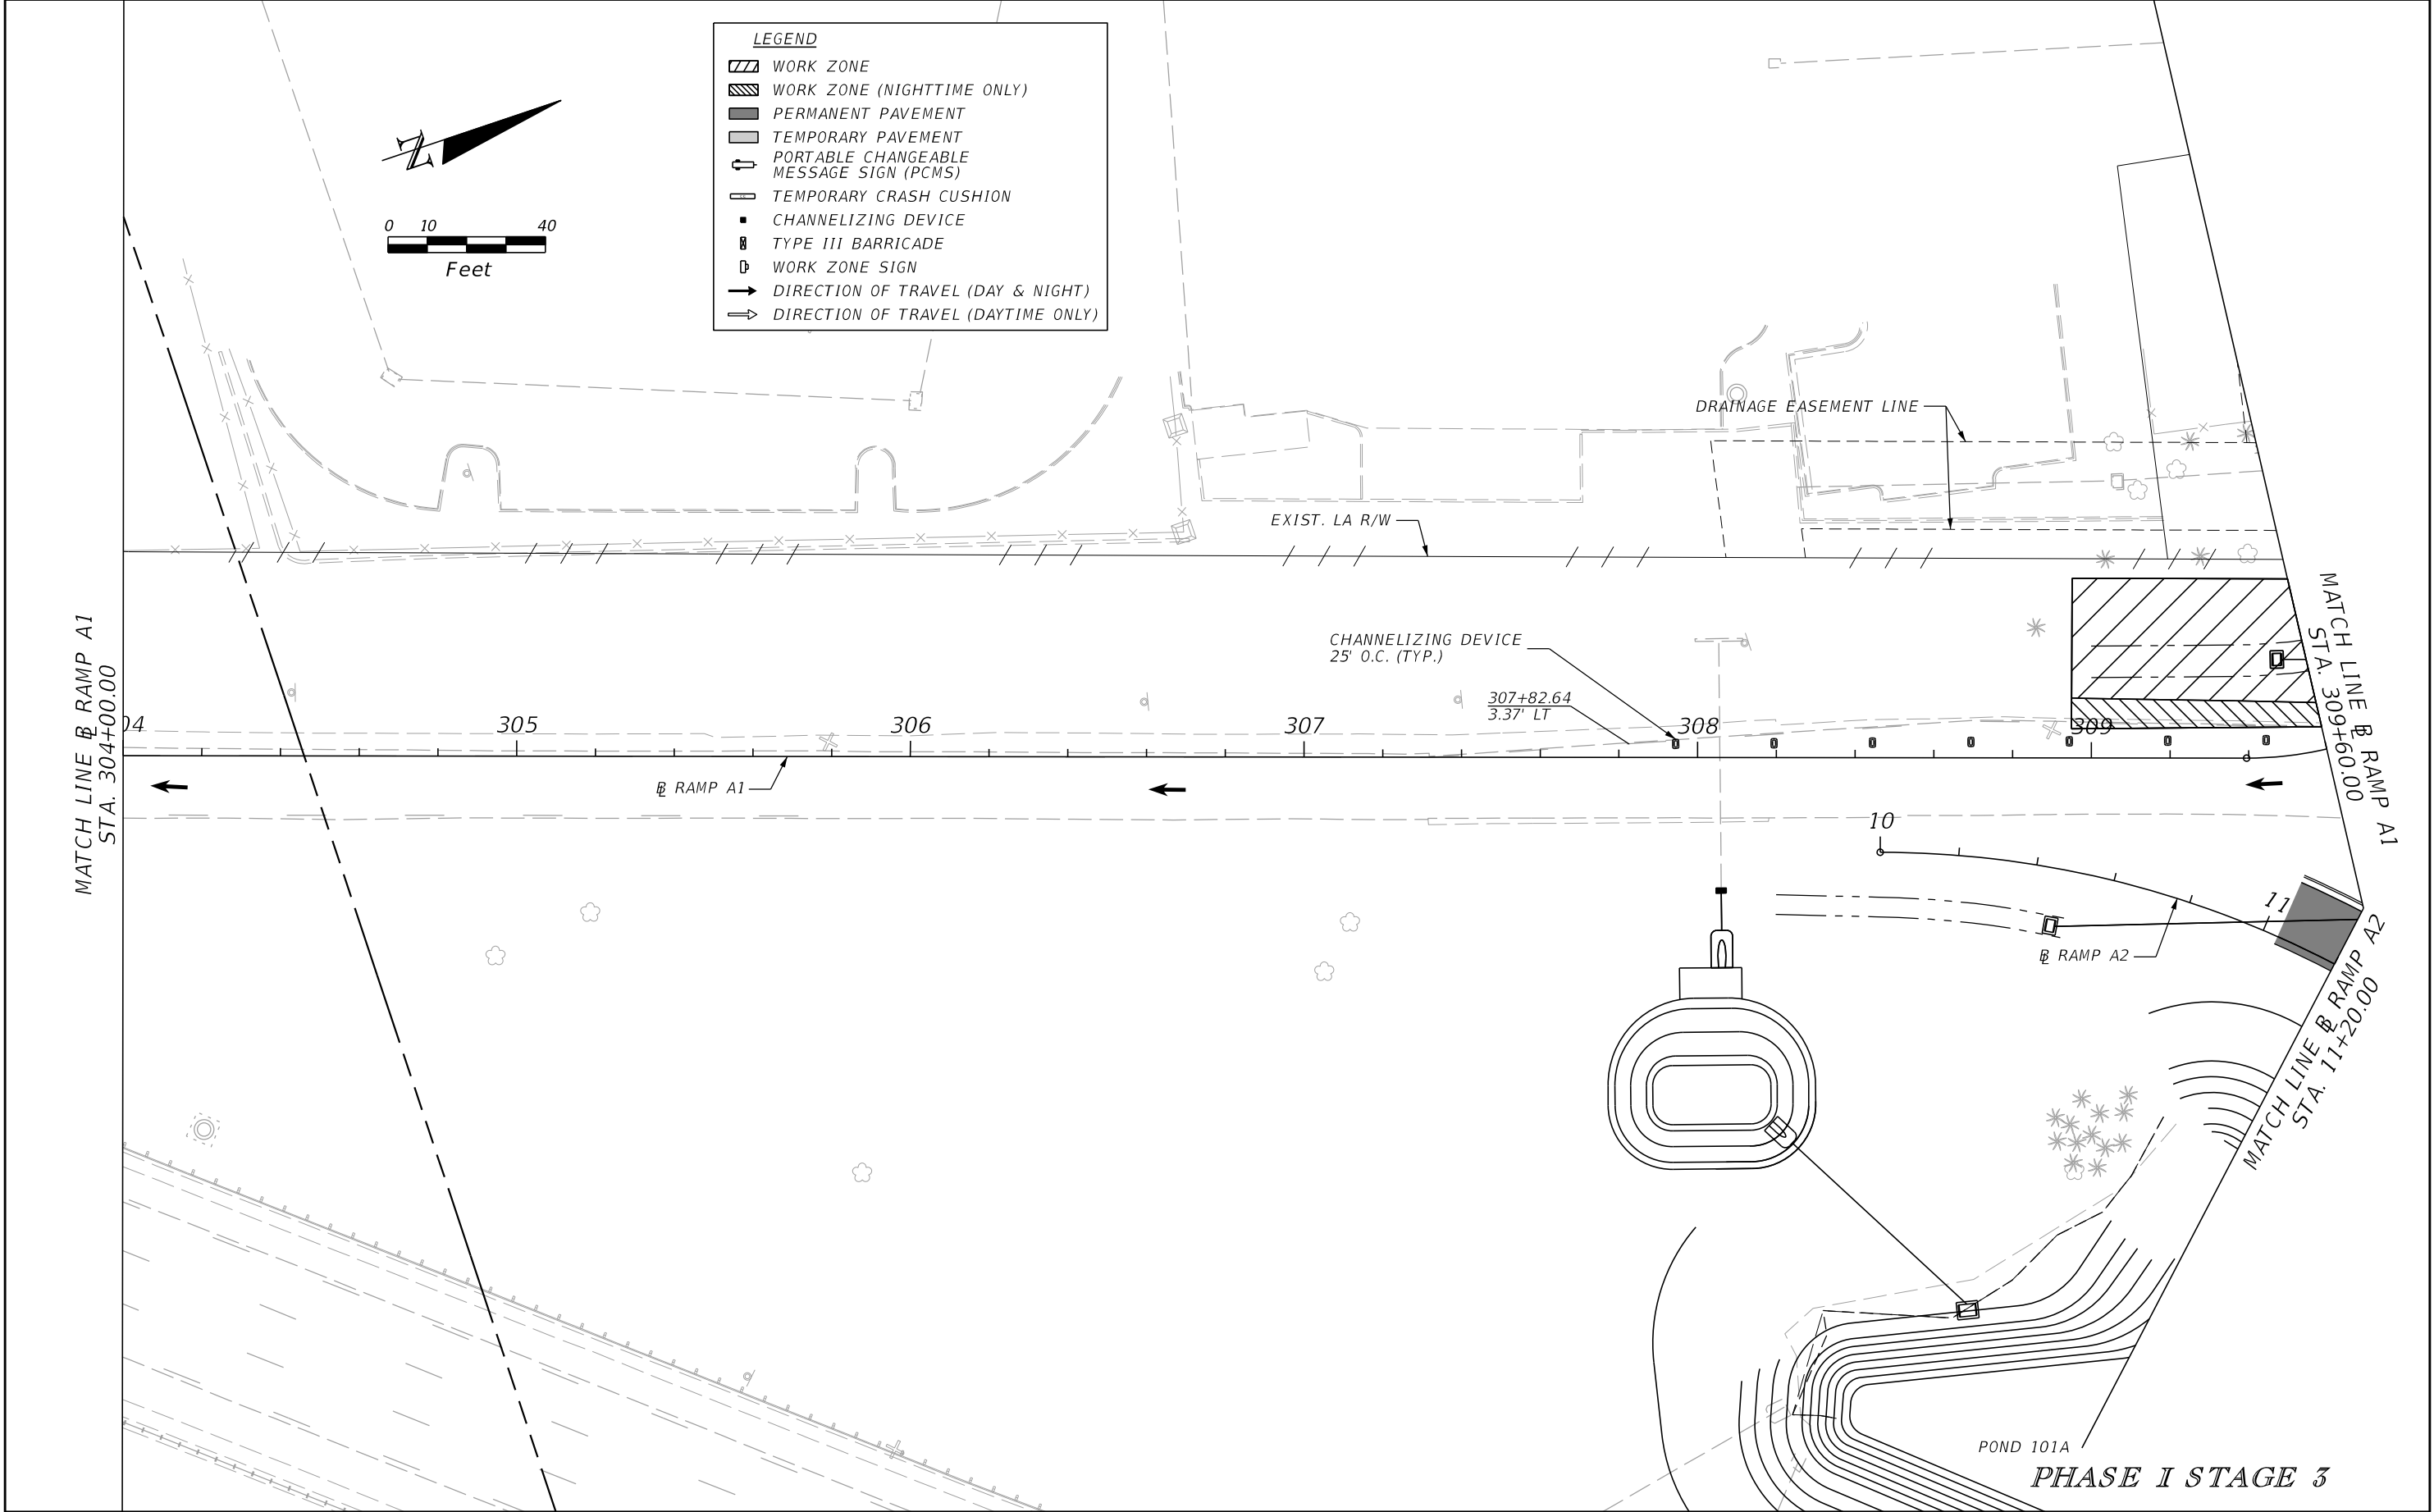 LEGEND
WORK ZONE
WORK ZONE (NIGHTTIME ONLY)
PERMANENT PAVEMENT
TEMPORARY PAVEMENT
PORTABLE CHANGEABLE
MESSAGE SIGN (PCMS)
TEMPORARY CRASH CUSHION
CHANNELIZING DEVICE
TYPE III BARRICADE
WORK ZONE SIGN
DIRECTION OF TRAVEL (DAY & NIGHT)
DIRECTION OF TRAVEL (DAYTIME ONLY)
N
0 10 40
Feet
DRAINAGE EASEMENT LINE
EXIST. LA R/W
CHANNELIZING DEVICE
25' O.C. (TYP.)
307+82.64
3.37' LT
04 305 306 307 308 309
BL RAMP A1
10
11
BL RAMP A2
MATCH LINE BL RAMP A1
STA. 304+00.00
MATCH LINE BL RAMP A1
STA. 309+60.00
MATCH LINE BL RAMP A2
STA. 11+20.00
POND 101A
PHASE I STAGE 3